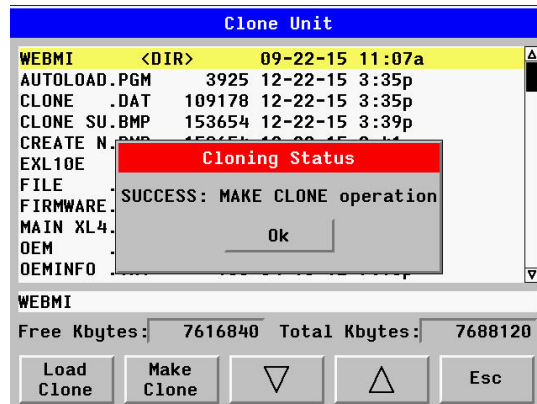 Clone Unit
WEBMI <DIR> 09-22-15 11:07a
AUTOLOAD.PGM 3925 12-22-15 3:35p
CLONE .DAT 109178 12-22-15 3:35p
CLONE SU.BMP 153654 12-22-15 3:39p
CREATE N.
EXL10E
FILE .
FIRMWARE.
MAIN XL4.
OEM .
OEMINFO .
Cloning Status
SUCCESS: MAKE CLONE operation
Ok
WEBMI
Free Kbytes: 7616840 Total Kbytes: 7688120
Load Clone
Make Clone
Esc